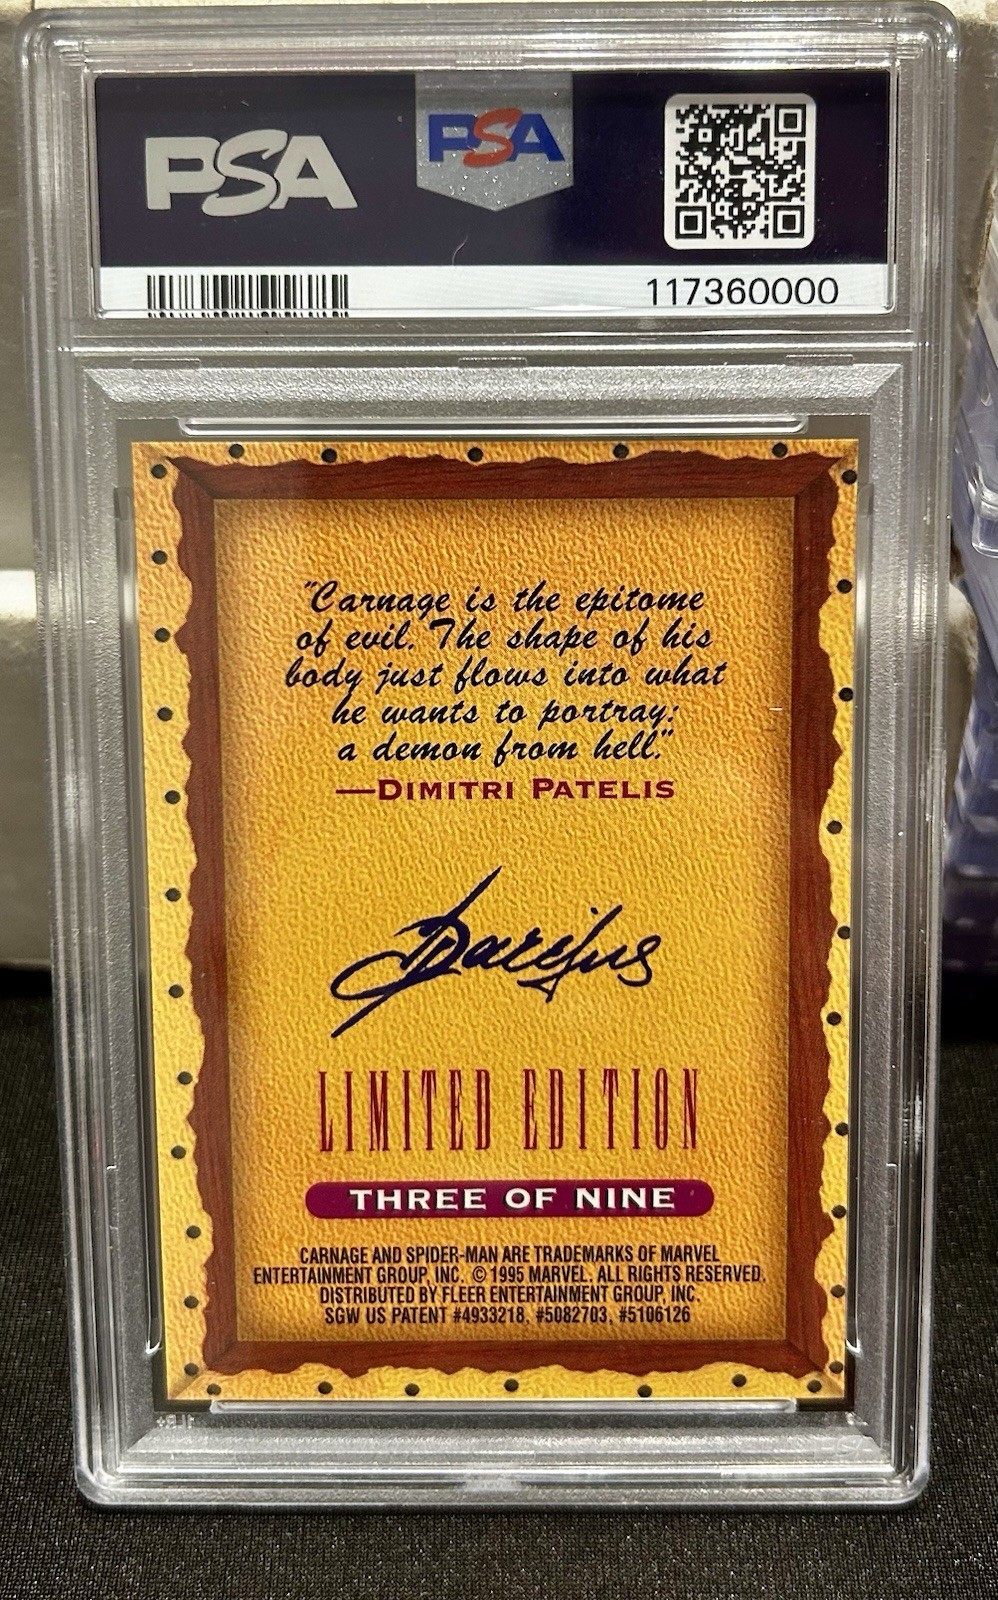 PSA
PSA
117360000
"Carnage is the epitome
of evil. The shape of his
body just flows into what
he wants to portray:
a demon from hell."
—DIMITRI PATELIS
LIMITED EDITION
THREE OF NINE
CARNAGE AND SPIDER-MAN ARE TRADEMARKS OF MARVEL
ENTERTAINMENT GROUP, INC. © 1995 MARVEL. ALL RIGHTS RESERVED.
DISTRIBUTED BY FLEER ENTERTAINMENT GROUP, INC.
SGW US PATENT #4933218, #5082703, #5106126